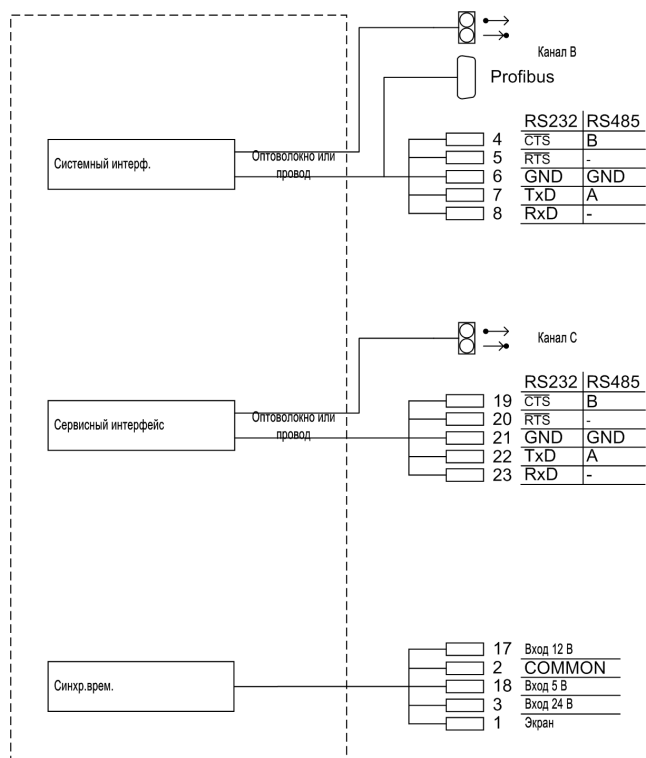 Канал B
Profibus
RS232 RS485
4 CTS B
5 RTS -
6 GND GND
7 TxD A
8 RxD -
Системный интерф.
Оптоволокно или
провод
Канал C
RS232 RS485
19 CTS B
20 RTS -
21 GND GND
22 TxD A
23 RxD -
Сервисный интерфейс
Оптоволокно или
провод
17 Вход 12 В
2 COMMON
18 Вход 5 В
3 Вход 24 В
1 Экран
Синхр.врем.